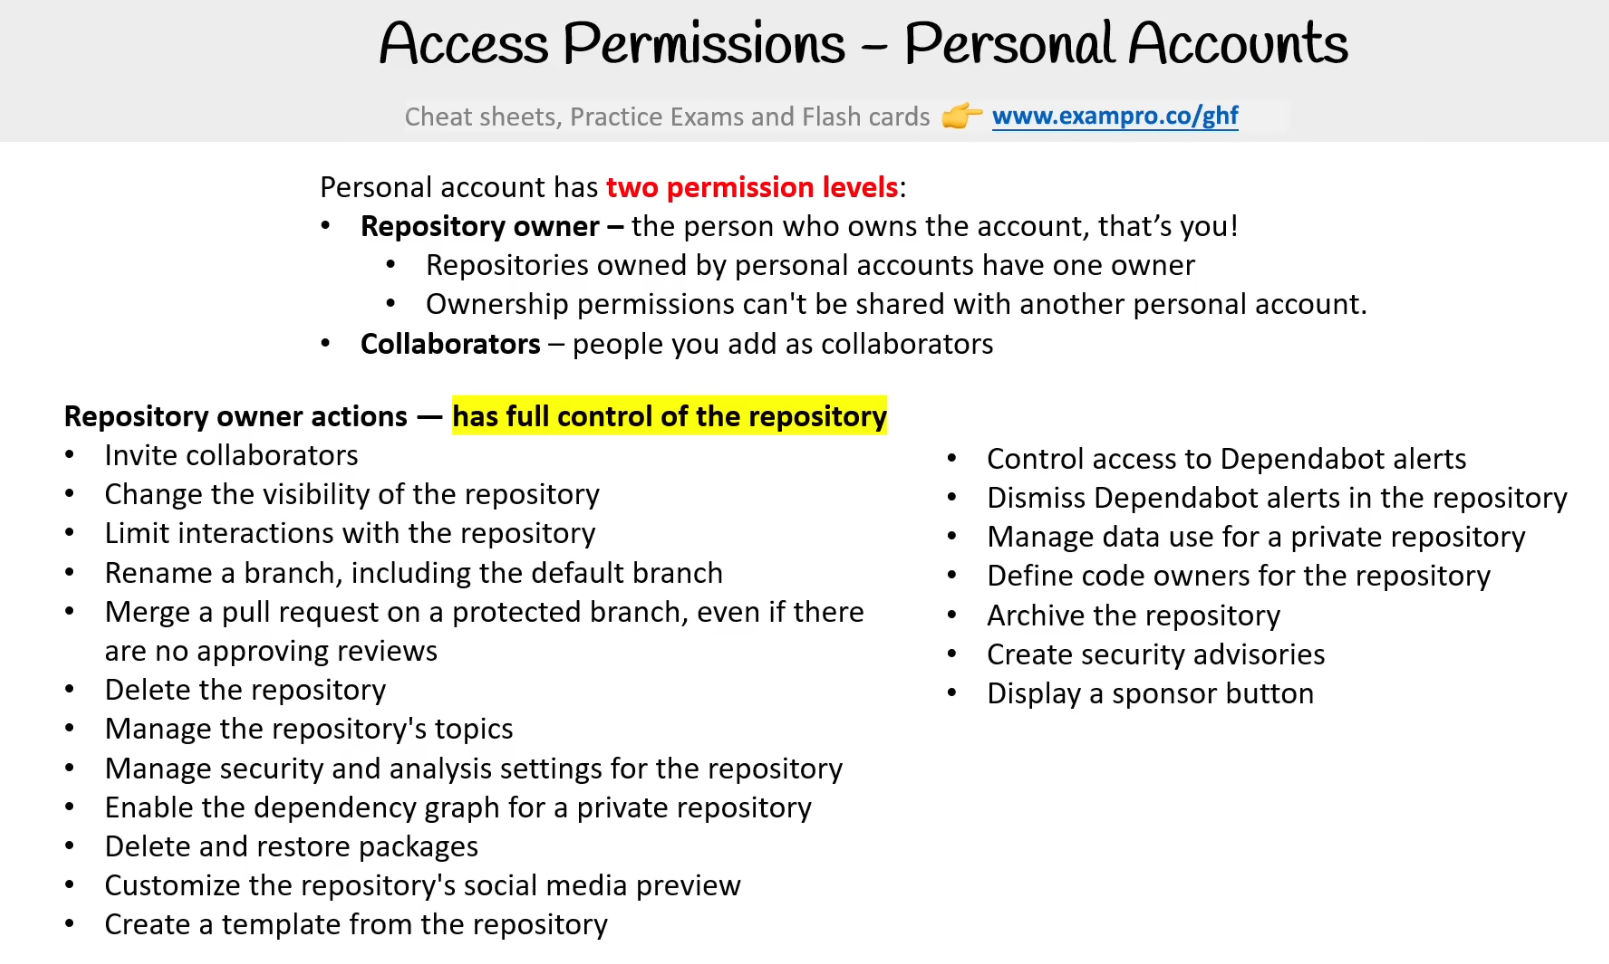 Access Permissions – Personal Accounts
Cheat sheets, Practice Exams and Flash cards 👉 www.exampro.co/ghf
Personal account has two permission levels:
• Repository owner – the person who owns the account, that’s you!
• Repositories owned by personal accounts have one owner
• Ownership permissions can't be shared with another personal account.
• Collaborators – people you add as collaborators
Repository owner actions — has full control of the repository
• Invite collaborators
• Change the visibility of the repository
• Limit interactions with the repository
• Rename a branch, including the default branch
• Merge a pull request on a protected branch, even if there
are no approving reviews
• Delete the repository
• Manage the repository's topics
• Manage security and analysis settings for the repository
• Enable the dependency graph for a private repository
• Delete and restore packages
• Customize the repository's social media preview
• Create a template from the repository
• Control access to Dependabot alerts
• Dismiss Dependabot alerts in the repository
• Manage data use for a private repository
• Define code owners for the repository
• Archive the repository
• Create security advisories
• Display a sponsor button